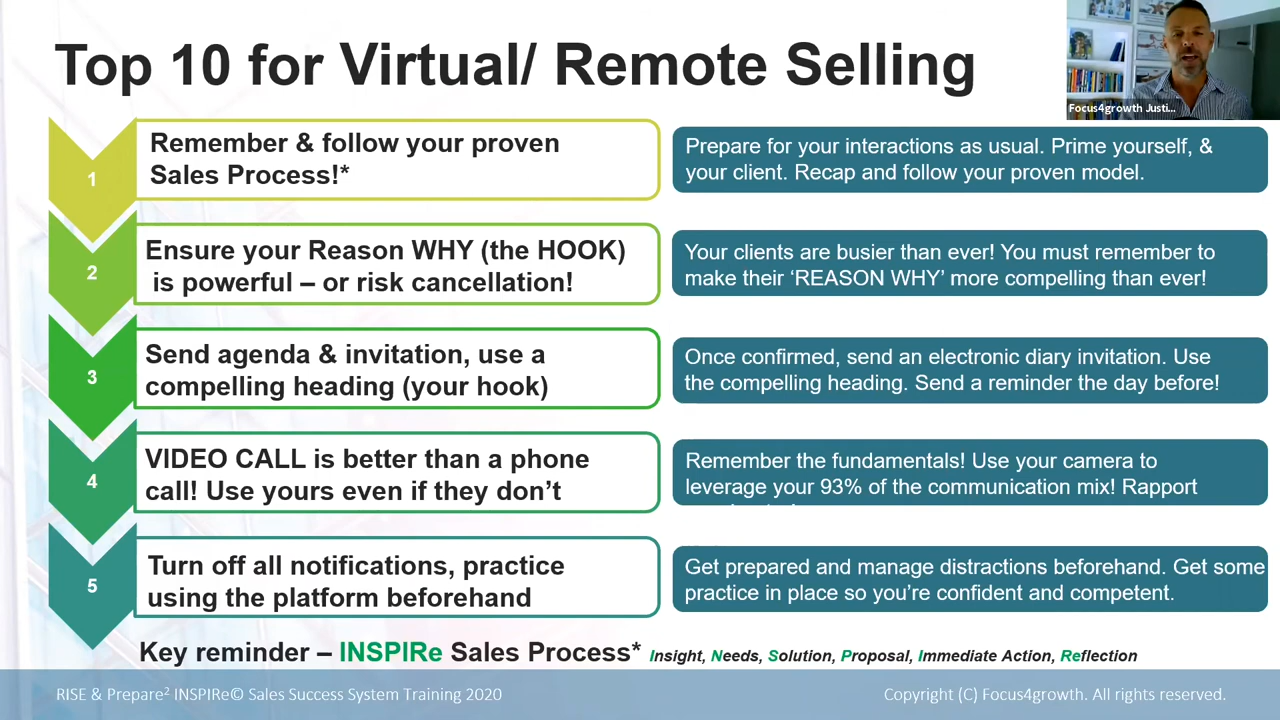 Top 10 for Virtual/ Remote Selling
Focus4growth Justi...
1
Remember & follow your proven
Sales Process!*
Prepare for your interactions as usual. Prime yourself, &
your client. Recap and follow your proven model.
2
Ensure your Reason WHY (the HOOK)
is powerful – or risk cancellation!
Your clients are busier than ever! You must remember to
make their ‘REASON WHY’ more compelling than ever!
3
Send agenda & invitation, use a
compelling heading (your hook)
Once confirmed, send an electronic diary invitation. Use
the compelling heading. Send a reminder the day before!
4
VIDEO CALL is better than a phone
call! Use yours even if they don’t
Remember the fundamentals! Use your camera to
leverage your 93% of the communication mix! Rapport
5
Turn off all notifications, practice
using the platform beforehand
Get prepared and manage distractions beforehand. Get some
practice in place so you’re confident and competent.
Key reminder – INSPIRe Sales Process* Insight, Needs, Solution, Proposal, Immediate Action, Reflection
RISE & Prepare² INSPIRe© Sales Success System Training 2020
Copyright (C) Focus4growth. All rights reserved.